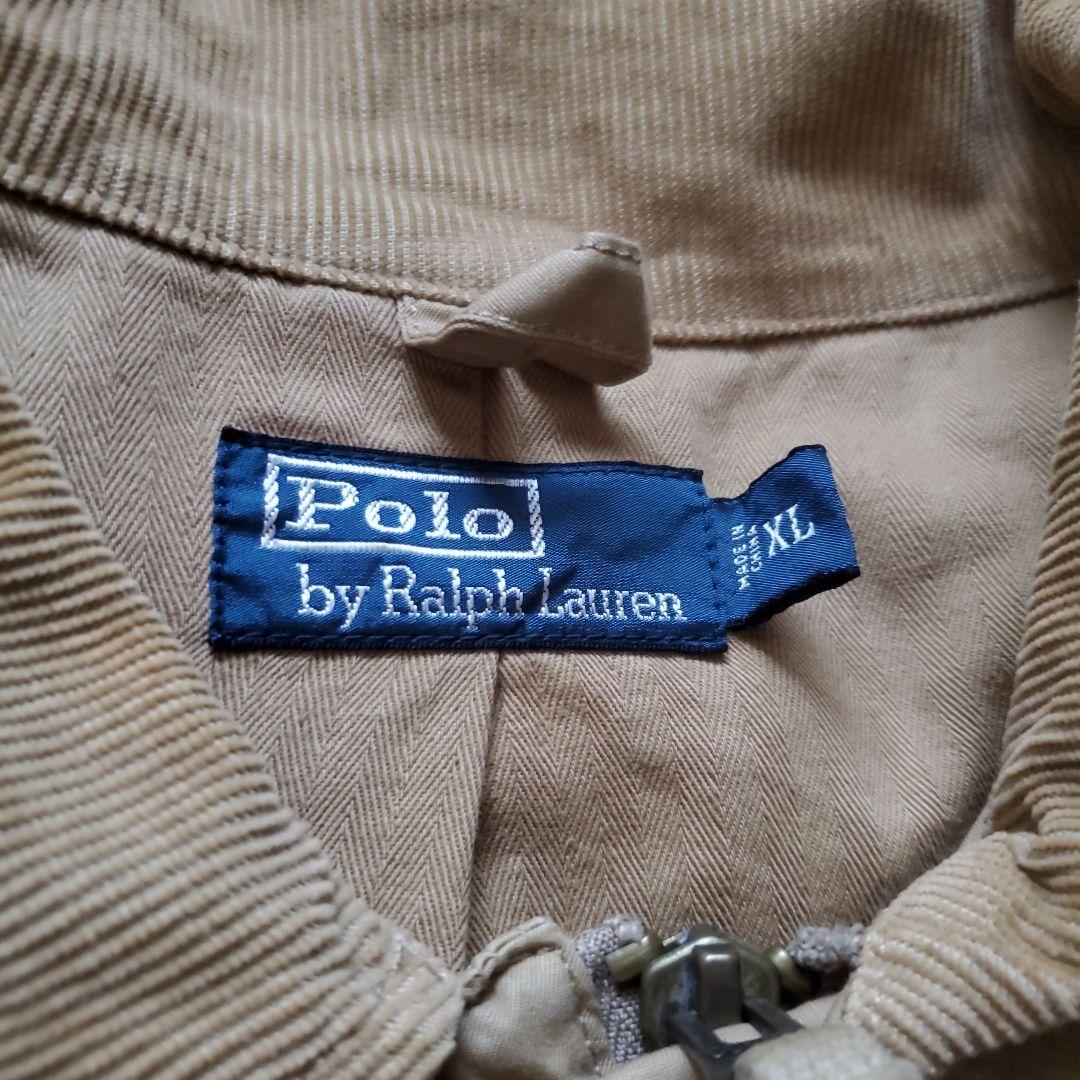 Polo
by Ralph Lauren
MADE IN
CHINA
XL